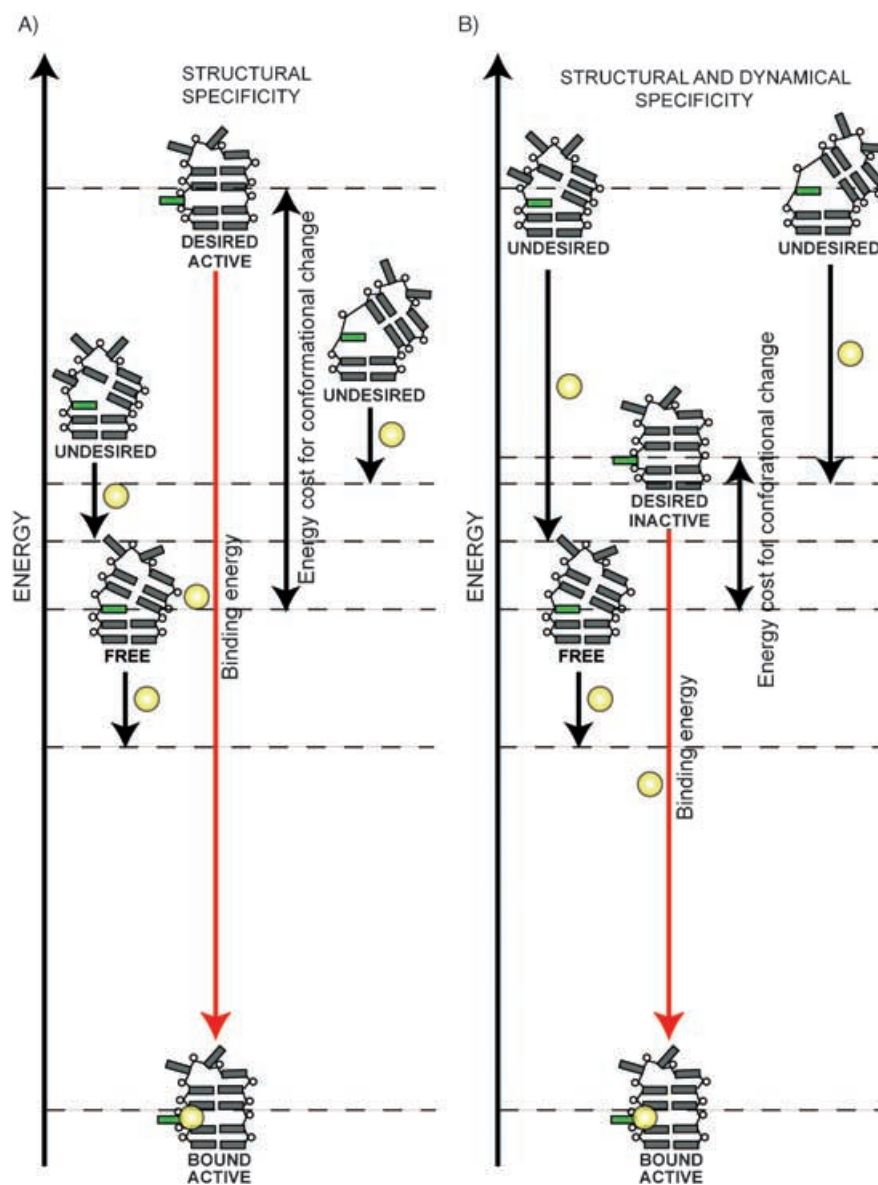 A)
STRUCTURAL
SPECIFICITY
ENERGY
DESIRED
ACTIVE
Energy cost for conformational change
UNDESIRED
UNDESIRED
FREE
Binding energy
BOUND
ACTIVE
B)
STRUCTURAL AND DYNAMICAL
SPECIFICITY
ENERGY
UNDESIRED
UNDESIRED
DESIRED
INACTIVE
Energy cost for conforational change
FREE
Binding energy
BOUND
ACTIVE